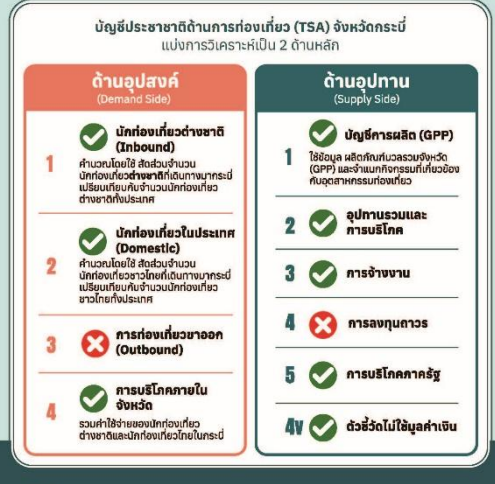 บัญชีประชาชาติด้านการท่องเที่ยว (TSA) จังหวัดกระบี่
แบ่งการวิเคราะห์เป็น 2 ด้านหลัก
ด้านอุปสงค์
(Demand Side)
1
นักท่องเที่ยวต่างชาติ
(Inbound)
คำนวณโดยใช้ สัดส่วนจำนวน
นักท่องเที่ยวต่างชาติที่เดินทางมากระบี่
เปรียบเทียบกับจำนวนนักท่องเที่ยว
ต่างชาติทั้งประเทศ
2
นักท่องเที่ยวในประเทศ
(Domestic)
คำนวณโดยใช้ สัดส่วนจำนวน
นักท่องเที่ยวชาวไทยที่เดินทางมากระบี่
เปรียบเทียบกับจำนวนนักท่องเที่ยว
ชาวไทยทั้งประเทศ
3
การท่องเที่ยวขาออก
(Outbound)
4
การบริโภคภายใน
จังหวัด
รวมค่าใช้จ่ายของนักท่องเที่ยว
ต่างชาติและนักท่องเที่ยวไทยในกระบี่
ด้านอุปทาน
(Supply Side)
1
บัญชีการผลิต (GPP)
ใช้ข้อมูล ผลิตภัณฑ์มวลรวมจังหวัด
(GPP) และจำแนกกิจกรรมที่เกี่ยวข้อง
กับอุตสาหกรรมท่องเที่ยว
2
อุปทานรวมและ
การบริโภค
3
การจ้างงาน
4
การลงทุนถาวร
5
การบริโภคภาครัฐ
4v
ตัวชี้วัดไม่ใช้มูลค่าเงิน